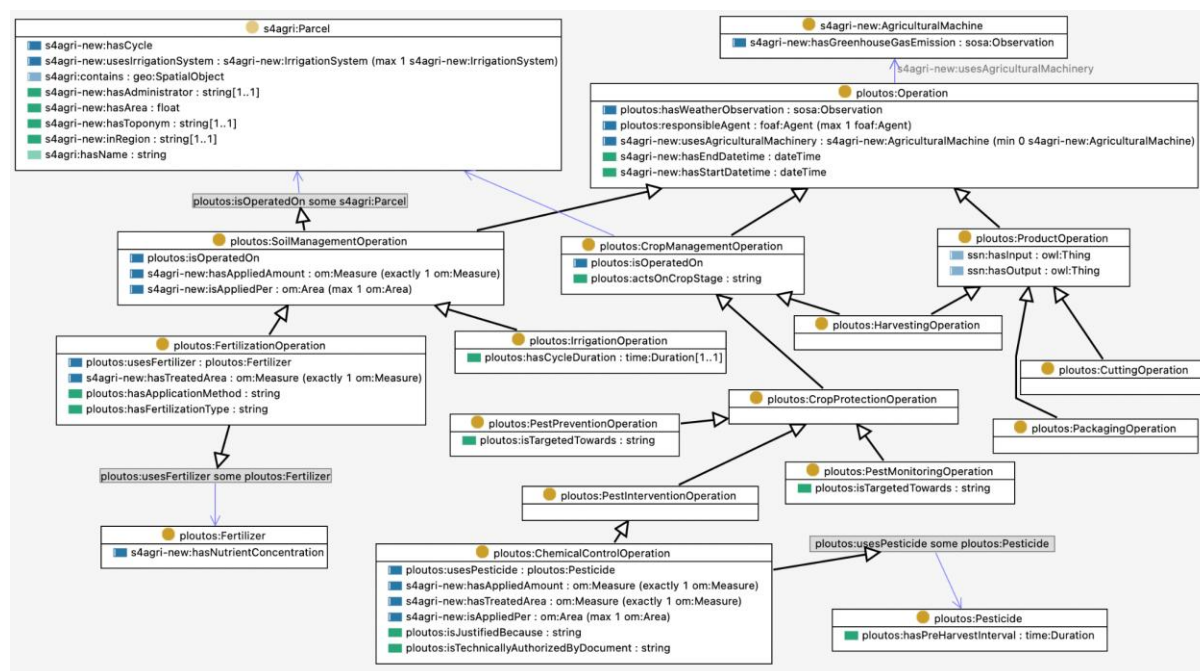 s4agri:Parcel
s4agri-new:hasCycle
s4agri-new:usesIrrigationSystem : s4agri-new:IrrigationSystem (max 1 s4agri-new:IrrigationSystem)
s4agri:contains : geo:SpatialObject
s4agri-new:hasAdministrator : string[1..1]
s4agri-new:hasArea : float
s4agri-new:hasToponym : string[1..1]
s4agri-new:inRegion : string[1..1]
s4agri:hasName : string
s4agri-new:AgriculturalMachine
s4agri-new:hasGreenhouseGasEmission : sosa:Observation
s4agri-new:usesAgriculturalMachinery
ploutos:Operation
ploutos:hasWeatherObservation : sosa:Observation
ploutos:responsibleAgent : foaf:Agent (max 1 foaf:Agent)
s4agri-new:usesAgriculturalMachinery : s4agri-new:AgriculturalMachine (min 0 s4agri-new:AgriculturalMachine)
s4agri-new:hasEndDatetime : dateTime
s4agri-new:hasStartDatetime : dateTime
ploutos:isOperatedOn some s4agri:Parcel
ploutos:SoilManagementOperation
ploutos:isOperatedOn
s4agri-new:hasAppliedAmount : om:Measure (exactly 1 om:Measure)
s4agri-new:isAppliedPer : om:Area (max 1 om:Area)
ploutos:CropManagementOperation
ploutos:isOperatedOn
ploutos:actsOnCropStage : string
ploutos:ProductOperation
ssn:hasInput : owl:Thing
ssn:hasOutput : owl:Thing
ploutos:FertilizationOperation
ploutos:usesFertilizer : ploutos:Fertilizer
s4agri-new:hasTreatedArea : om:Measure (exactly 1 om:Measure)
ploutos:hasApplicationMethod : string
ploutos:hasFertilizationType : string
ploutos:IrrigationOperation
ploutos:hasCycleDuration : time:Duration[1..1]
ploutos:HarvestingOperation
ploutos:CuttingOperation
ploutos:CropProtectionOperation
ploutos:PestPreventionOperation
ploutos:isTargetedTowards : string
ploutos:PackagingOperation
ploutos:PestMonitoringOperation
ploutos:isTargetedTowards : string
ploutos:usesFertilizer some ploutos:Fertilizer
ploutos:PestInterventionOperation
ploutos:Fertilizer
s4agri-new:hasNutrientConcentration
ploutos:ChemicalControlOperation
ploutos:usesPesticide : ploutos:Pesticide
s4agri-new:hasAppliedAmount : om:Measure (exactly 1 om:Measure)
s4agri-new:hasTreatedArea : om:Measure (exactly 1 om:Measure)
s4agri-new:isAppliedPer : om:Area (max 1 om:Area)
ploutos:isJustifiedBecause : string
ploutos:isTechnicallyAuthorizedByDocument : string
ploutos:usesPesticide some ploutos:Pesticide
ploutos:Pesticide
ploutos:hasPreHarvestInterval : time:Duration